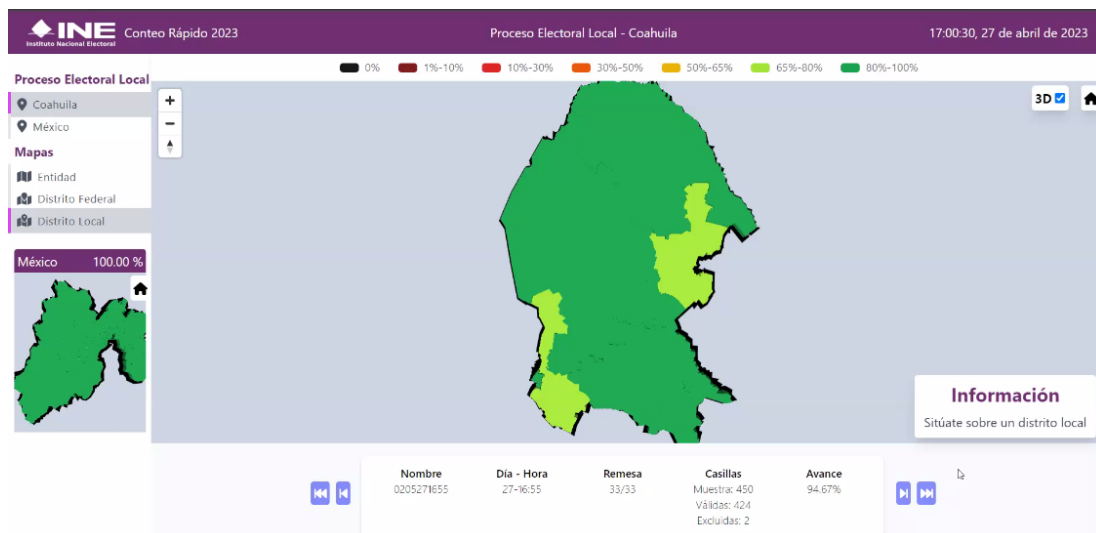 INE
Instituto Nacional Electoral
Conteo Rápido 2023
Proceso Electoral Local - Coahuila
17:00:30, 27 de abril de 2023
0%
1%-10%
10%-30%
30%-50%
50%-65%
65%-80%
80%-100%
Proceso Electoral Local
Coahuila
México
Mapas
Entidad
Distrito Federal
Distrito Local
México 100.00 %
+
−
3D
Información
Sitúate sobre un distrito local
Nombre Día - Hora Remesa Casillas Avance
0205271655 27-16:55 33/33 Muestra: 450 94.67%
Válidas: 424
Excluidas: 2